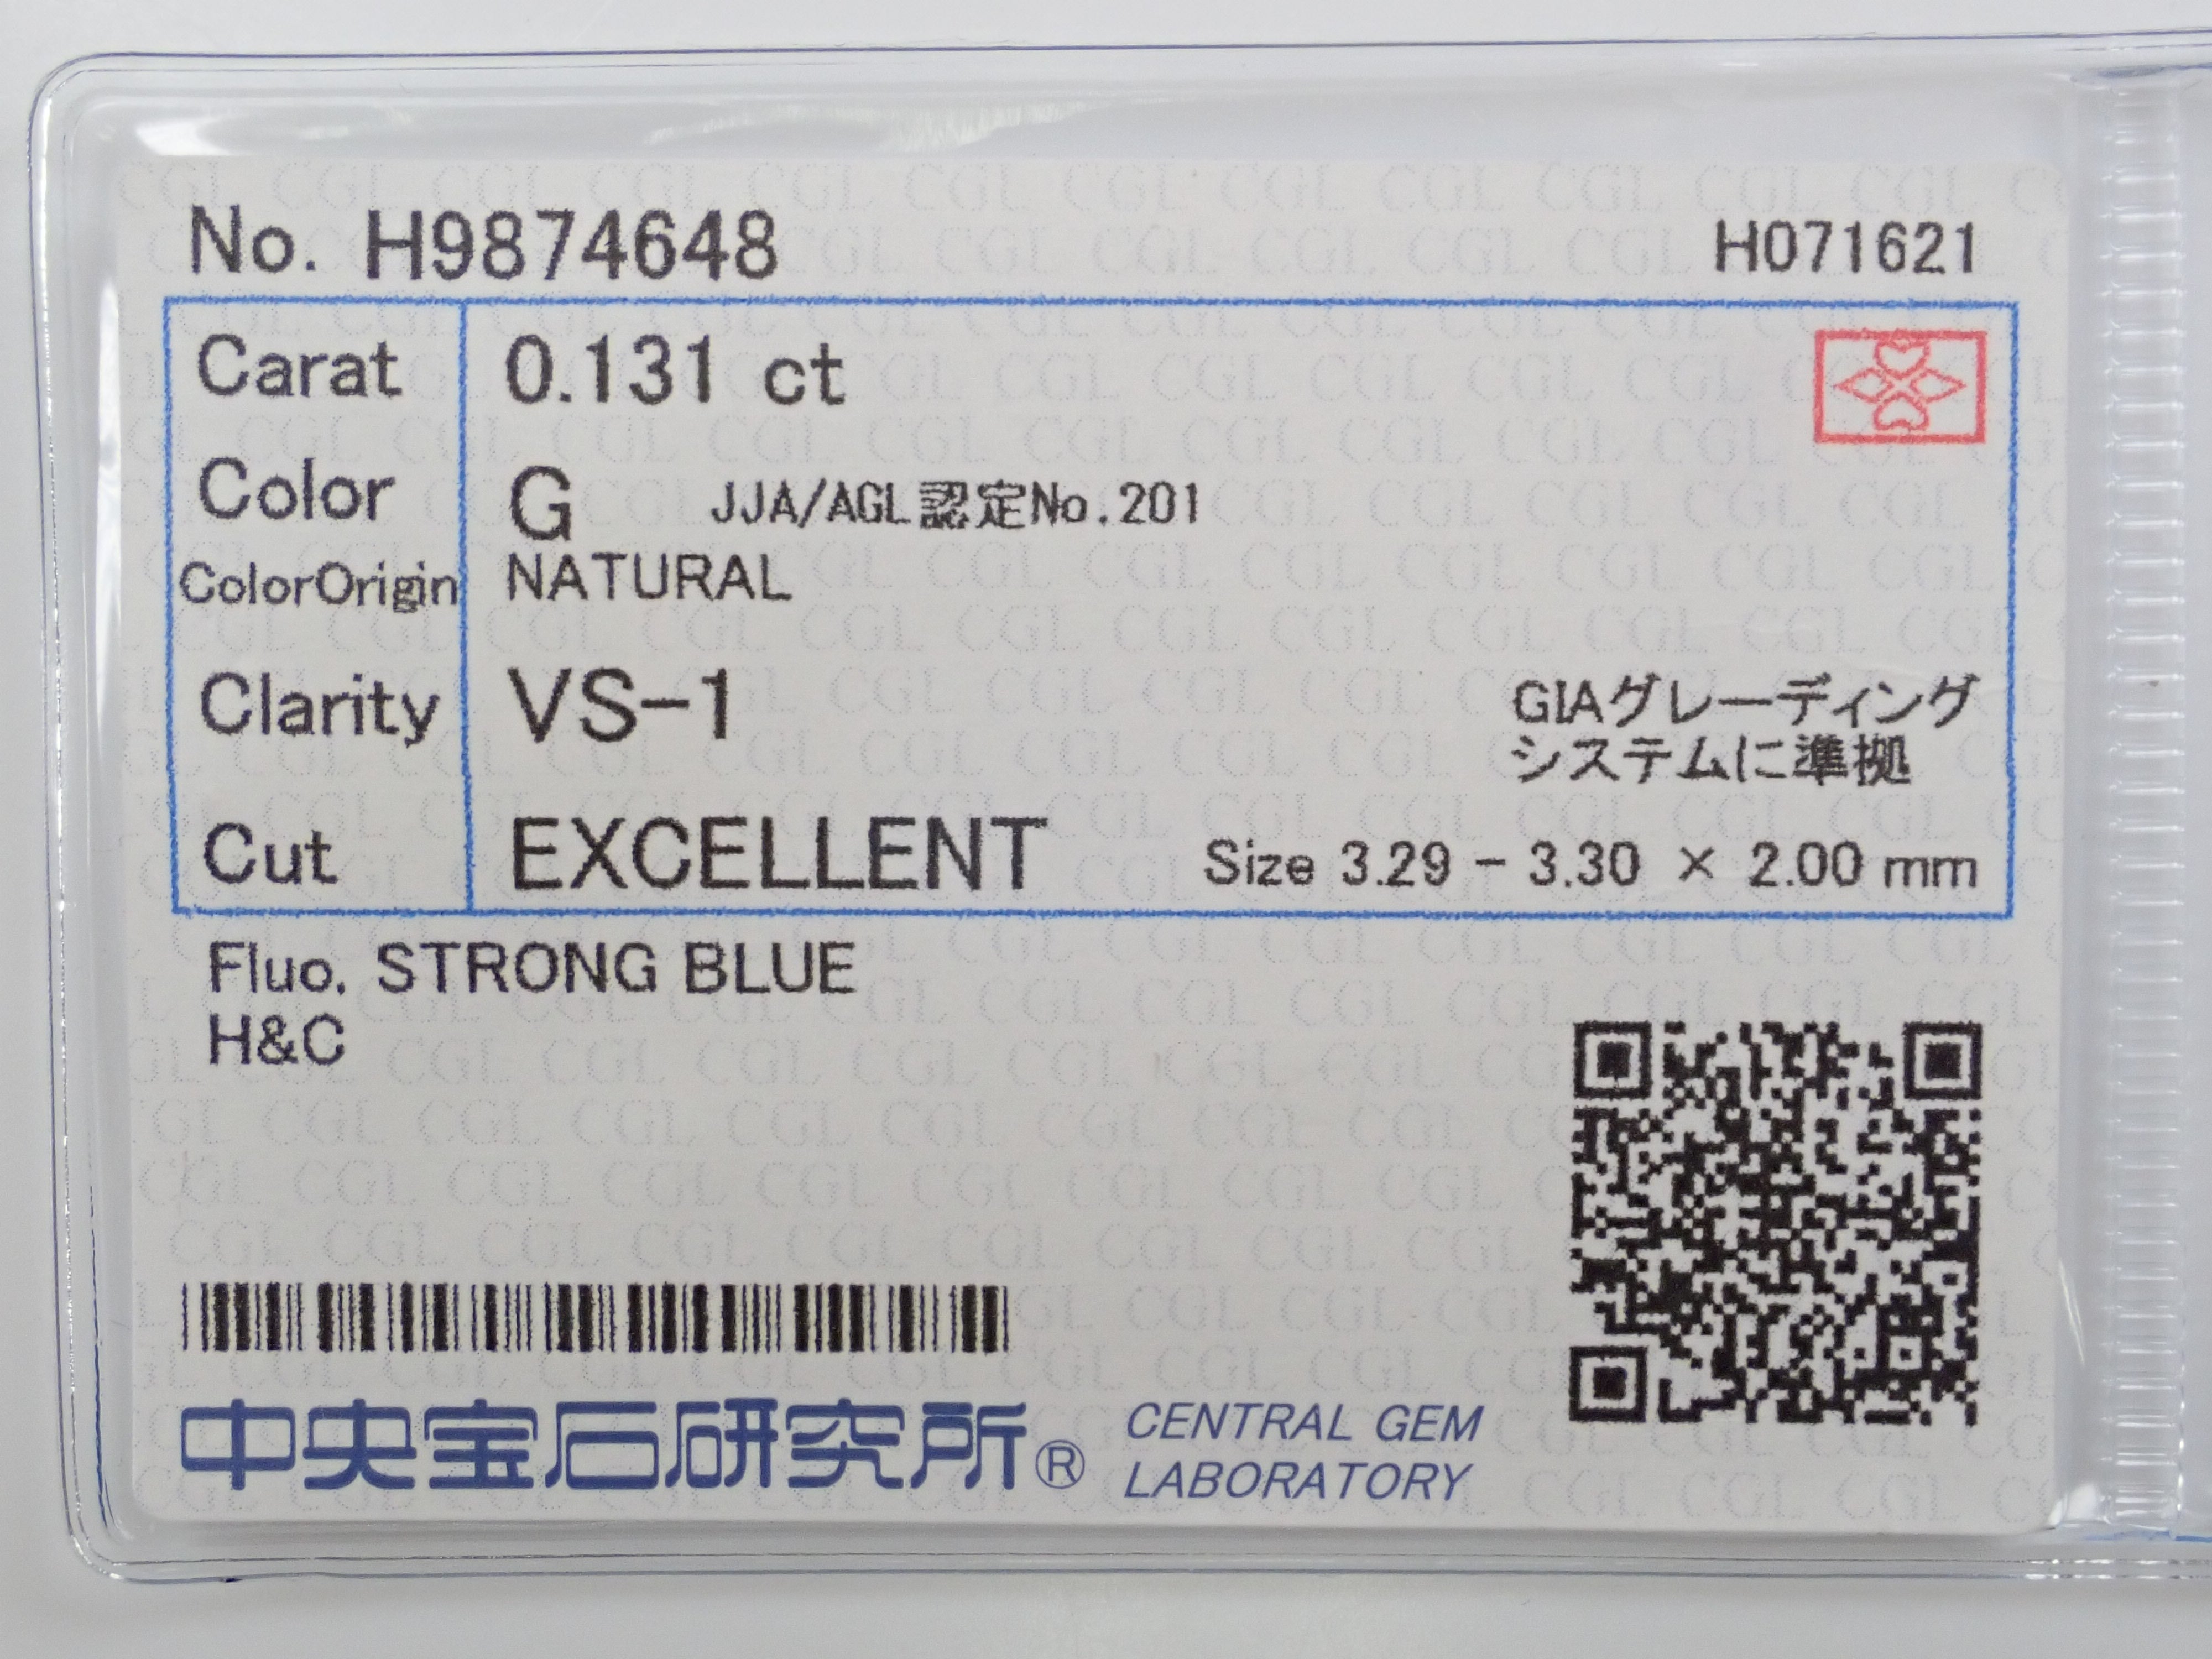 No. H9874648
H071621
Carat 0.131 ct
Color G JJA/AGL認定No.201
ColorOrigin NATURAL
Clarity VS-1
GIAグレーディング
システムに準拠
Cut EXCELLENT Size 3.29 - 3.30 × 2.00 mm
Fluo. STRONG BLUE
H&C
中央宝石研究所® CENTRAL GEM
LABORATORY